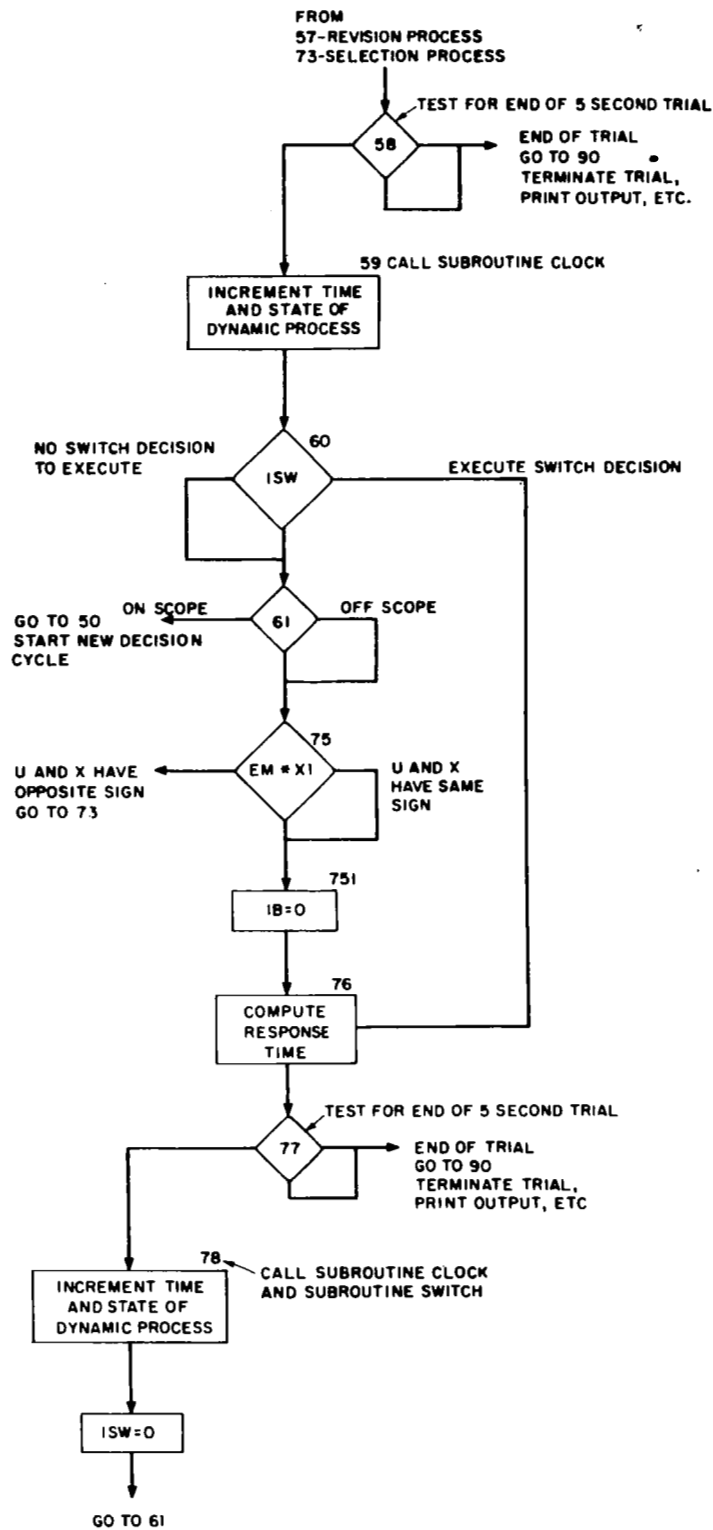 FROM
57-REVISION PROCESS
73-SELECTION PROCESS
TEST FOR END OF 5 SECOND TRIAL
58
END OF TRIAL
GO TO 90
TERMINATE TRIAL,
PRINT OUTPUT, ETC.
59 CALL SUBROUTINE CLOCK
INCREMENT TIME
AND STATE OF
DYNAMIC PROCESS
60
NO SWITCH DECISION
TO EXECUTE
ISW
EXECUTE SWITCH DECISION
ON SCOPE
OFF SCOPE
61
GO TO 50
START NEW DECISION
CYCLE
75
EM * X1
U AND X HAVE
OPPOSITE SIGN
GO TO 73
U AND X
HAVE SAME
SIGN
751
IB=0
76
COMPUTE
RESPONSE
TIME
TEST FOR END OF 5 SECOND TRIAL
77
END OF TRIAL
GO TO 90
TERMINATE TRIAL,
PRINT OUTPUT, ETC
78
CALL SUBROUTINE CLOCK
AND SUBROUTINE SWITCH
INCREMENT TIME
AND STATE OF
DYNAMIC PROCESS
ISW=0
GO TO 61